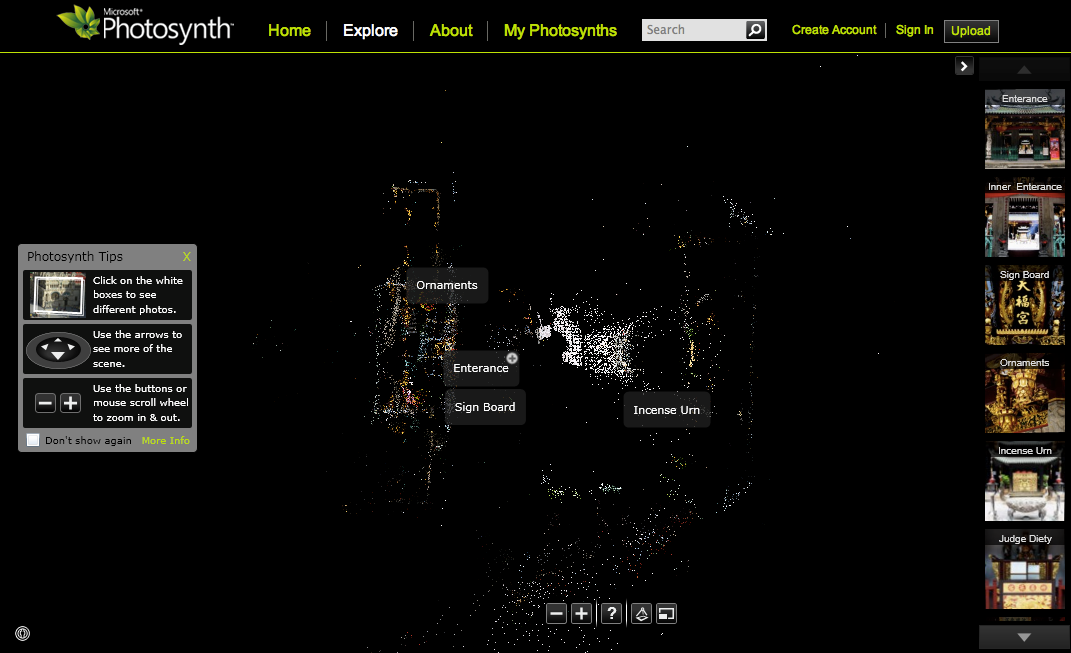 Microsoft®
Photosynth™
Home
Explore
About
My Photosynths
Search
Create Account
Sign In
Upload
Photosynth Tips
X
Click on the white
boxes to see
different photos.
Use the arrows to
see more of the
scene.
Use the buttons or
mouse scroll wheel
to zoom in & out.
Don't show again
More Info
Ornaments
Enterance
Sign Board
Incense Urn
?
Enterance
Inner Enterance
Sign Board
天
福
宮
Ornaments
Incense Urn
Judge Diety